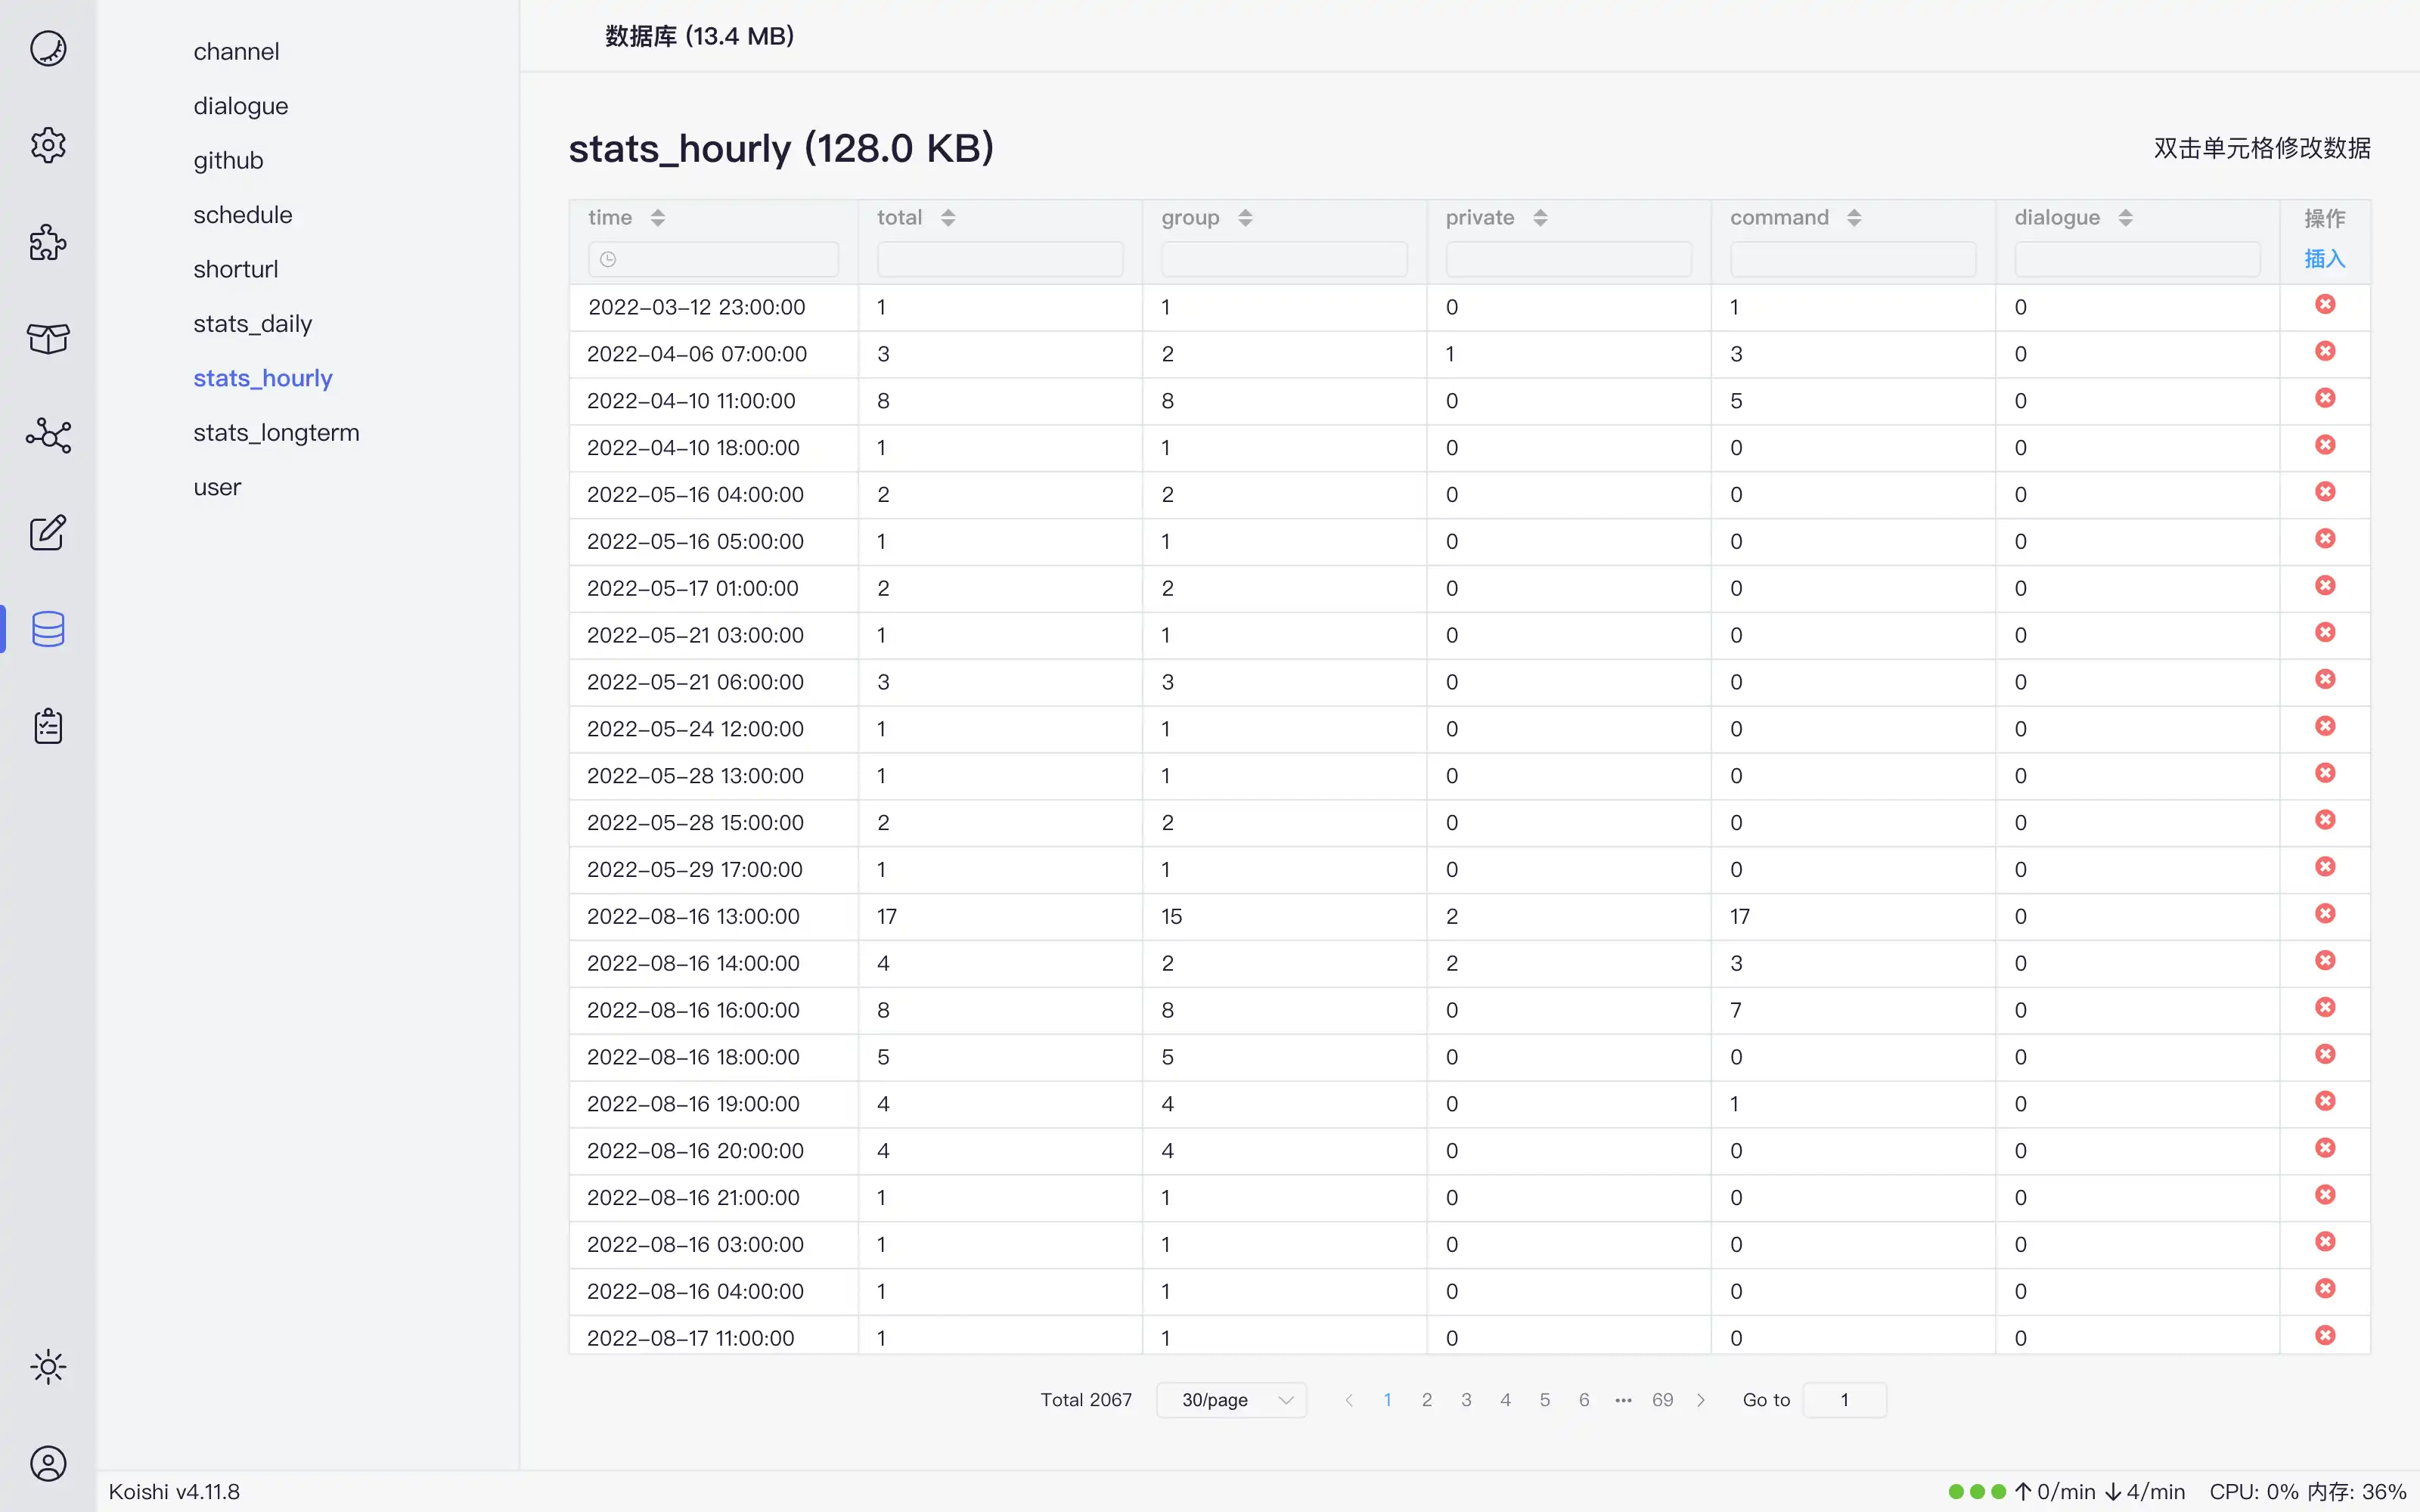 channel
dialogue
github
schedule
shorturl
stats_daily
stats_hourly
stats_longterm
user
数据库 (13.4 MB)
stats_hourly (128.0 KB)
双击单元格修改数据
time total group private command dialogue 操作
插入
2022-03-12 23:00:00 1 1 0 1 0
2022-04-06 07:00:00 3 2 1 3 0
2022-04-10 11:00:00 8 8 0 5 0
2022-04-10 18:00:00 1 1 0 0 0
2022-05-16 04:00:00 2 2 0 0 0
2022-05-16 05:00:00 1 1 0 0 0
2022-05-17 01:00:00 2 2 0 0 0
2022-05-21 03:00:00 1 1 0 0 0
2022-05-21 06:00:00 3 3 0 0 0
2022-05-24 12:00:00 1 1 0 0 0
2022-05-28 13:00:00 1 1 0 0 0
2022-05-28 15:00:00 2 2 0 0 0
2022-05-29 17:00:00 1 1 0 0 0
2022-08-16 13:00:00 17 15 2 17 0
2022-08-16 14:00:00 4 2 2 3 0
2022-08-16 16:00:00 8 8 0 7 0
2022-08-16 18:00:00 5 5 0 0 0
2022-08-16 19:00:00 4 4 0 1 0
2022-08-16 20:00:00 4 4 0 0 0
2022-08-16 21:00:00 1 1 0 0 0
2022-08-16 03:00:00 1 1 0 0 0
2022-08-16 04:00:00 1 1 0 0 0
2022-08-17 11:00:00 1 1 0 0 0
Total 2067 30/page 1 2 3 4 5 6 ••• 69 Go to 1
Koishi v4.11.8
↑ 0/min ↓ 4/min CPU: 0% 内存: 36%